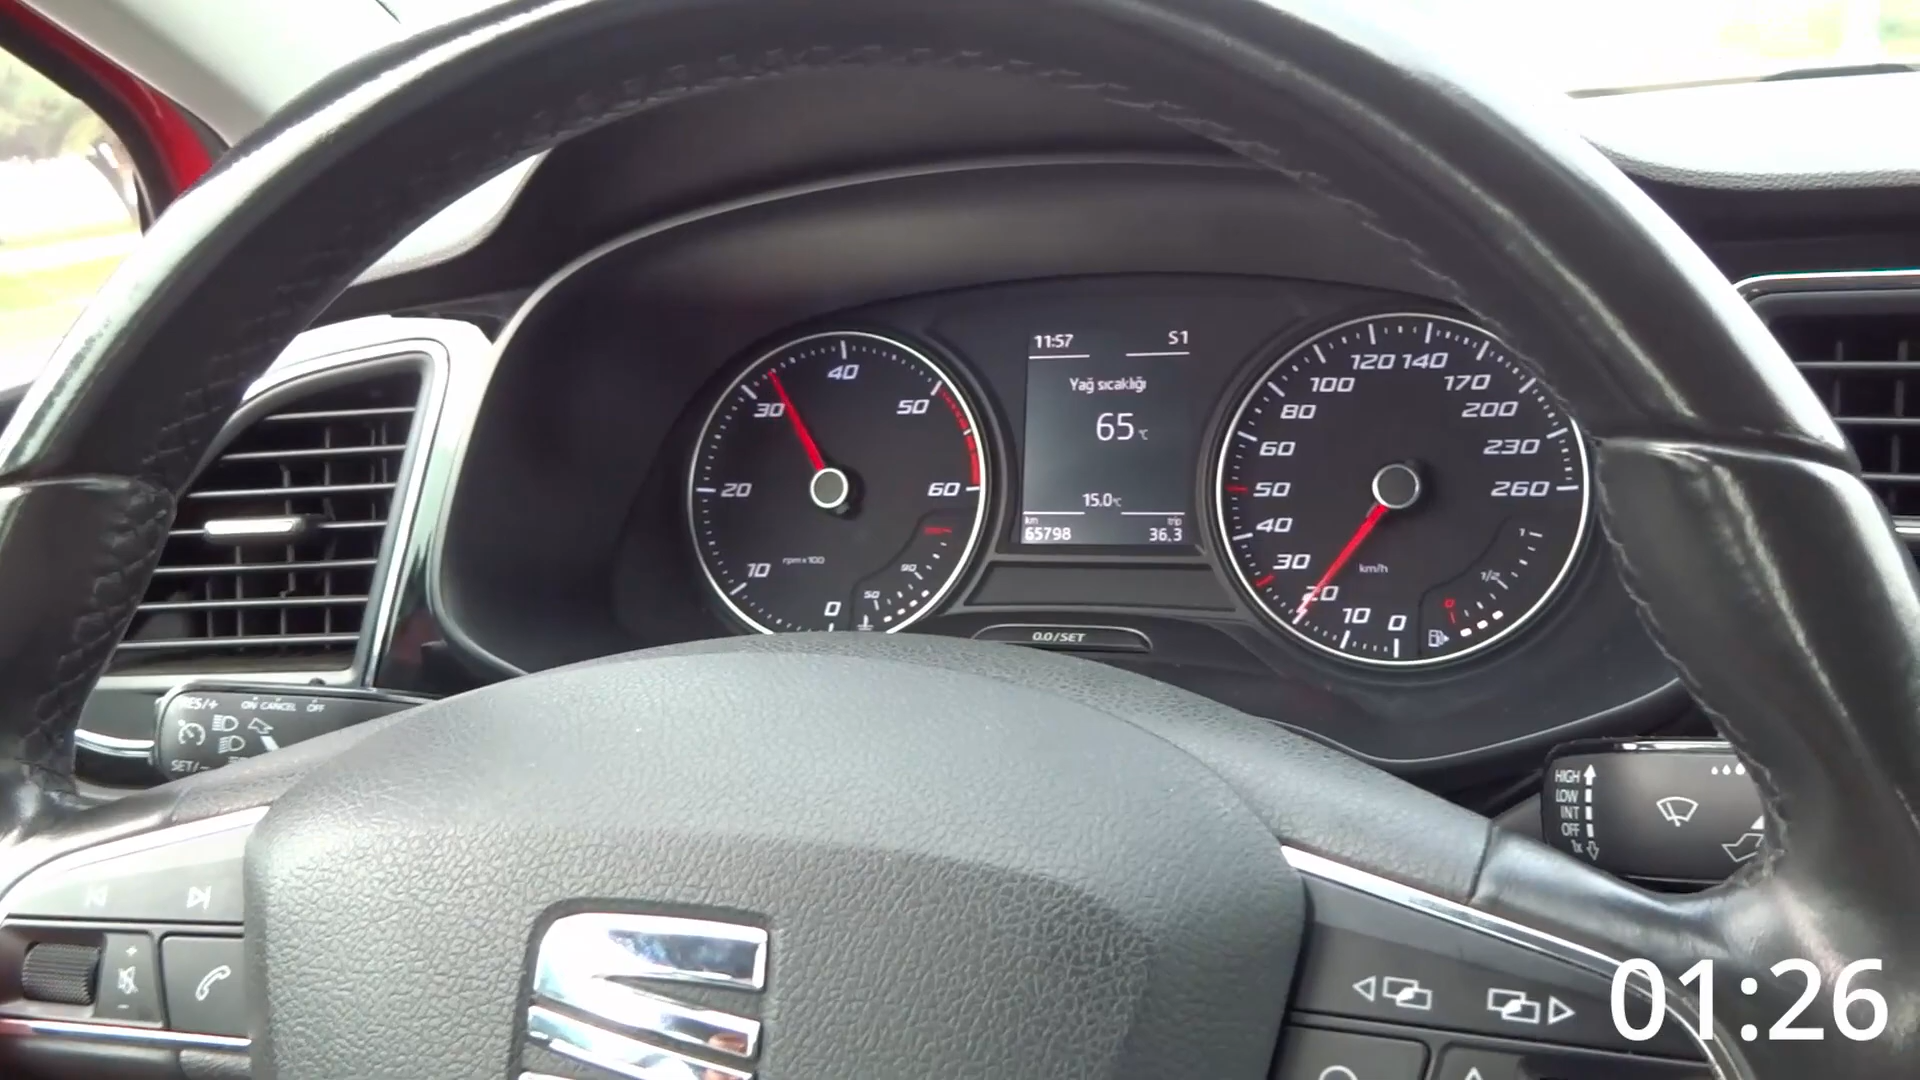 11:57 S1
Yağ sıcaklığı
65 °C
15.0 °C
km trip
65798 36.3
0 10 20 30 40 50 60
rpm x 100
50 90
0 10 20 30 40 50 60 80 100 120 140 170 200 230 260
km/h
0 1/2 1
0.0/SET
RES/+ ON CANCEL OFF
SET/-
HIGH
LOW
INT
OFF
1x
01:26